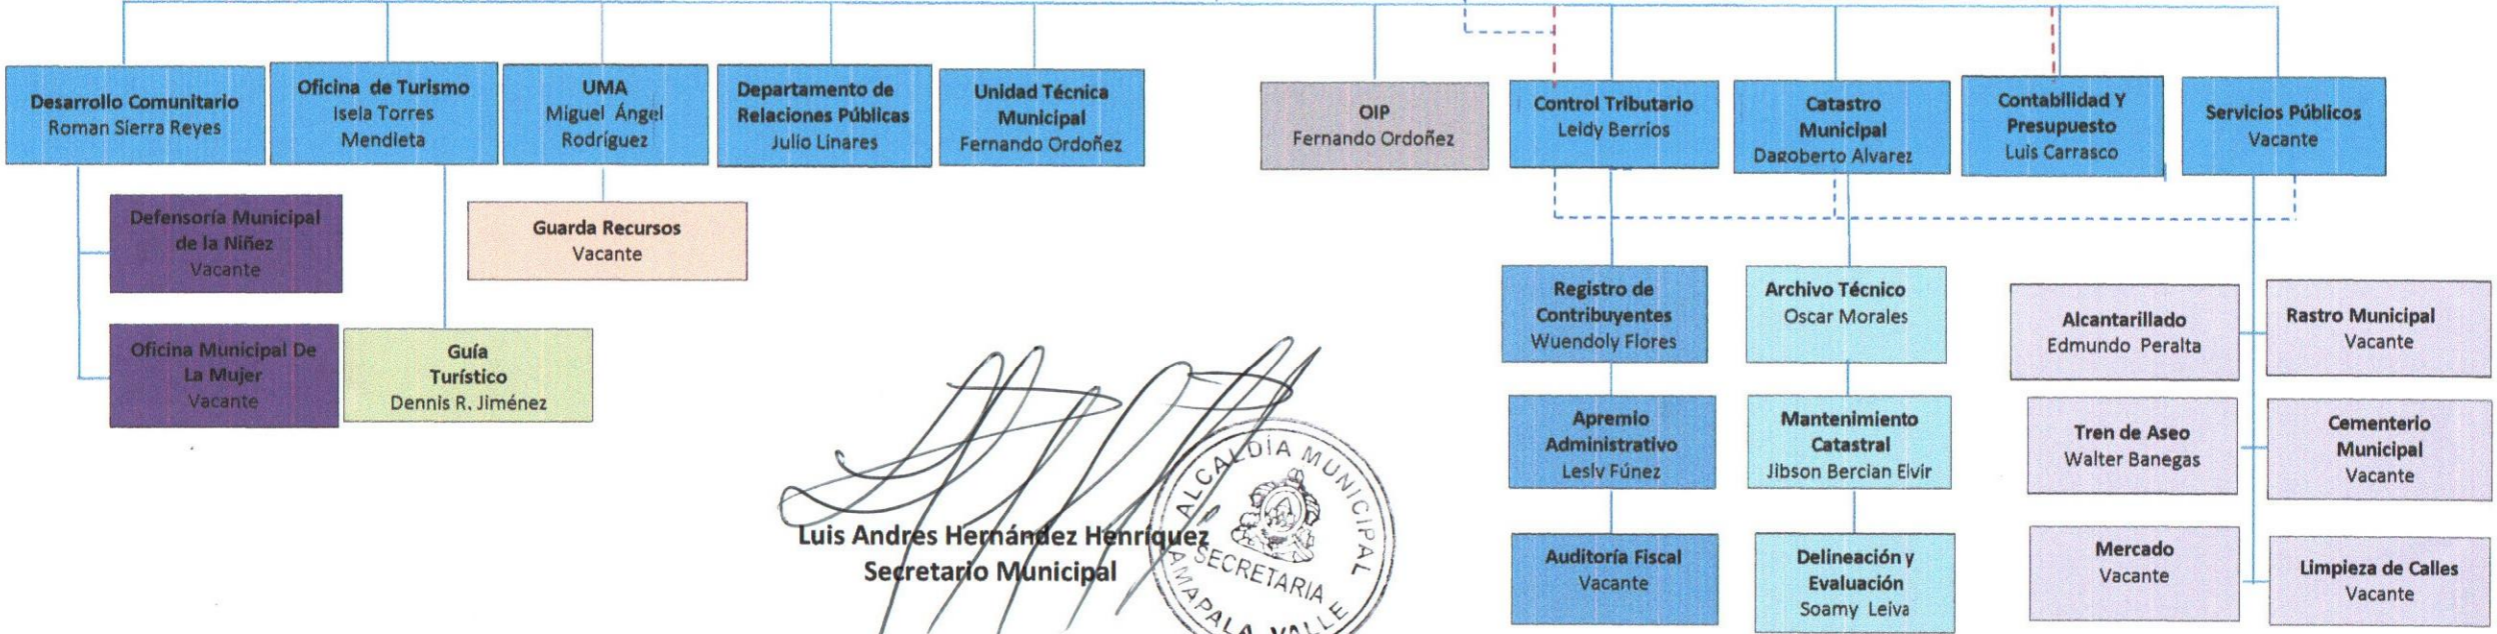 Desarrollo Comunitario
Roman Sierra Reyes
Oficina de Turismo
Isela Torres
Mendieta
UMA
Miguel Ángel
Rodríguez
Departamento de
Relaciones Públicas
Julio Linares
Unidad Técnica
Municipal
Fernando Ordoñez
OIP
Fernando Ordoñez
Control Tributario
Leidy Berrios
Catastro
Municipal
Dagoberto Alvarez
Contabilidad Y
Presupuesto
Luis Carrasco
Servicios Públicos
Vacante
Defensoría Municipal
de la Niñez
Vacante
Guarda Recursos
Vacante
Oficina Municipal De
La Mujer
Vacante
Guía
Turístico
Dennis R. Jiménez
Registro de
Contribuyentes
Wuendoly Flores
Archivo Técnico
Oscar Morales
Alcantarillado
Edmundo Peralta
Rastro Municipal
Vacante
Apremio
Administrativo
Lesly Fúnez
Mantenimiento
Catastral
Jibson Bercian Elvir
Tren de Aseo
Walter Banegas
Cementerio
Municipal
Vacante
Auditoría Fiscal
Vacante
Delineación y
Evaluación
Soamy Leiva
Mercado
Vacante
Limpieza de Calles
Vacante
Luis Andres Hernández Henríquez
Secretario Municipal
ALCALDÍA MUNICIPAL
SECRETARIA
AMAPALA, VALLE